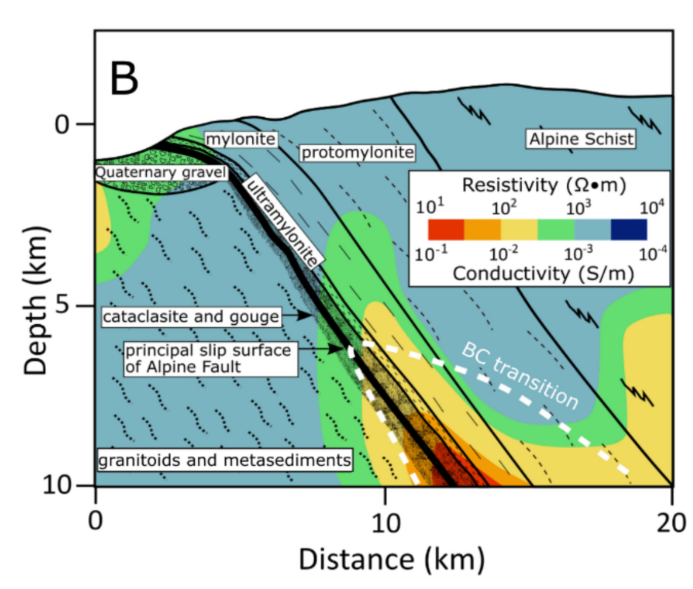 B
0
5
10
Depth (km)
0
10
20
Distance (km)
mylonite
protomylonite
Alpine Schist
Quaternary gravel
ultramylonite
Resistivity (Ω•m)
10¹ 10² 10³ 10⁴
10⁻¹ 10⁻² 10⁻³ 10⁻⁴
Conductivity (S/m)
cataclasite and gouge
principal slip surface
of Alpine Fault
BC transition
granitoids and metasediments